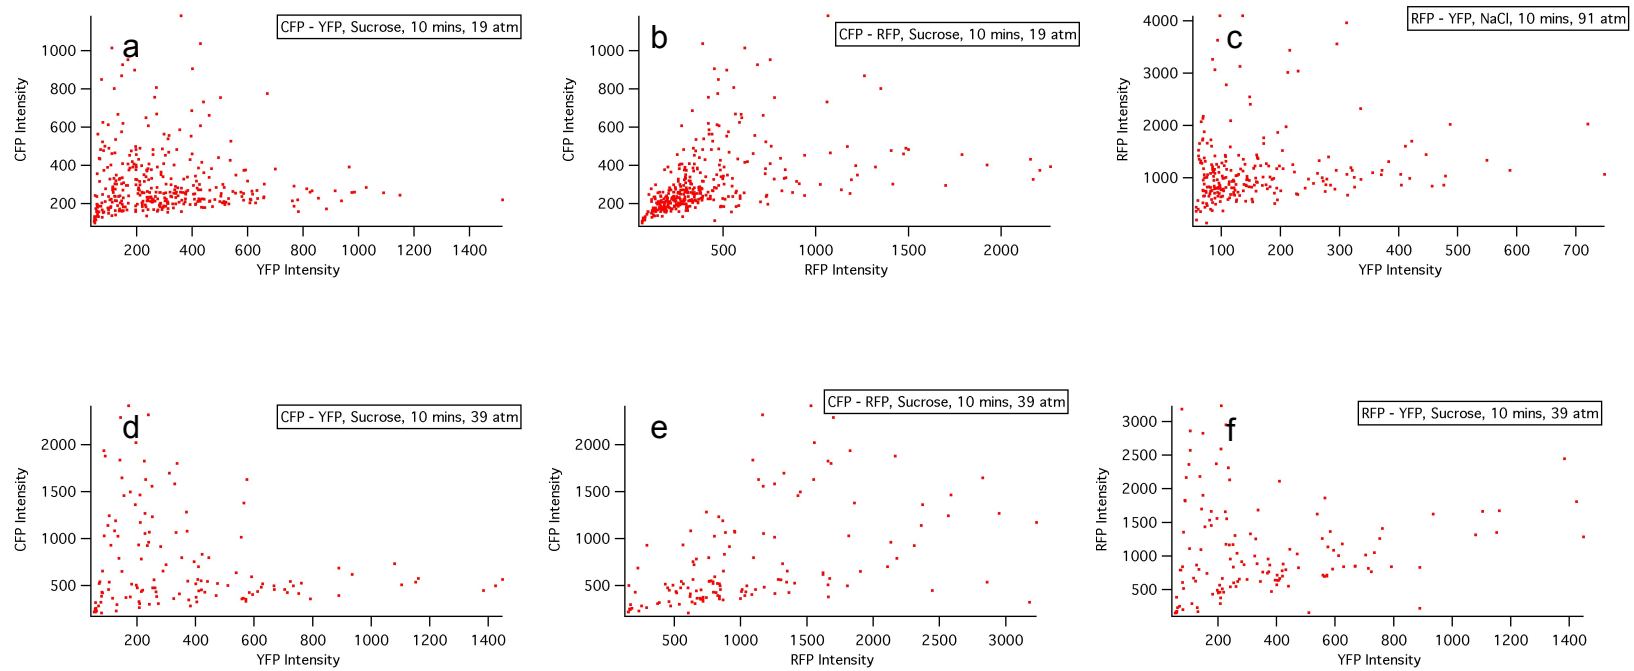 a
CFP - YFP, Sucrose, 10 mins, 19 atm
CFP Intensity
1000
800
600
400
200
200 400 600 800 1000 1200 1400
YFP Intensity
b
CFP - RFP, Sucrose, 10 mins, 19 atm
CFP Intensity
1000
800
600
400
200
500 1000 1500 2000
RFP Intensity
c
RFP - YFP, NaCl, 10 mins, 91 atm
RFP Intensity
4000
3000
2000
1000
100 200 300 400 500 600 700
YFP Intensity
d
CFP - YFP, Sucrose, 10 mins, 39 atm
CFP Intensity
2000
1500
1000
500
200 400 600 800 1000 1200 1400
YFP Intensity
e
CFP - RFP, Sucrose, 10 mins, 39 atm
CFP Intensity
2000
1500
1000
500
500 1000 1500 2000 2500 3000
RFP Intensity
f
RFP - YFP, Sucrose, 10 mins, 39 atm
RFP Intensity
3000
2500
2000
1500
1000
500
200 400 600 800 1000 1200 1400
YFP Intensity